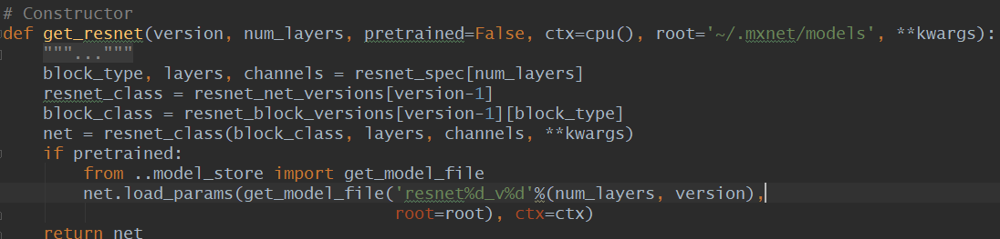 # Constructor
def get_resnet(version, num_layers, pretrained=False, ctx=cpu(), root='~/.mxnet/models', **kwargs):
    """..."""
    block_type, layers, channels = resnet_spec[num_layers]
    resnet_class = resnet_net_versions[version-1]
    block_class = resnet_block_versions[version-1][block_type]
    net = resnet_class(block_class, layers, channels, **kwargs)
    if pretrained:
        from ..model_store import get_model_file
        net.load_params(get_model_file('resnet%d_v%d'%(num_layers, version),
                                       root=root), ctx=ctx)
    return net